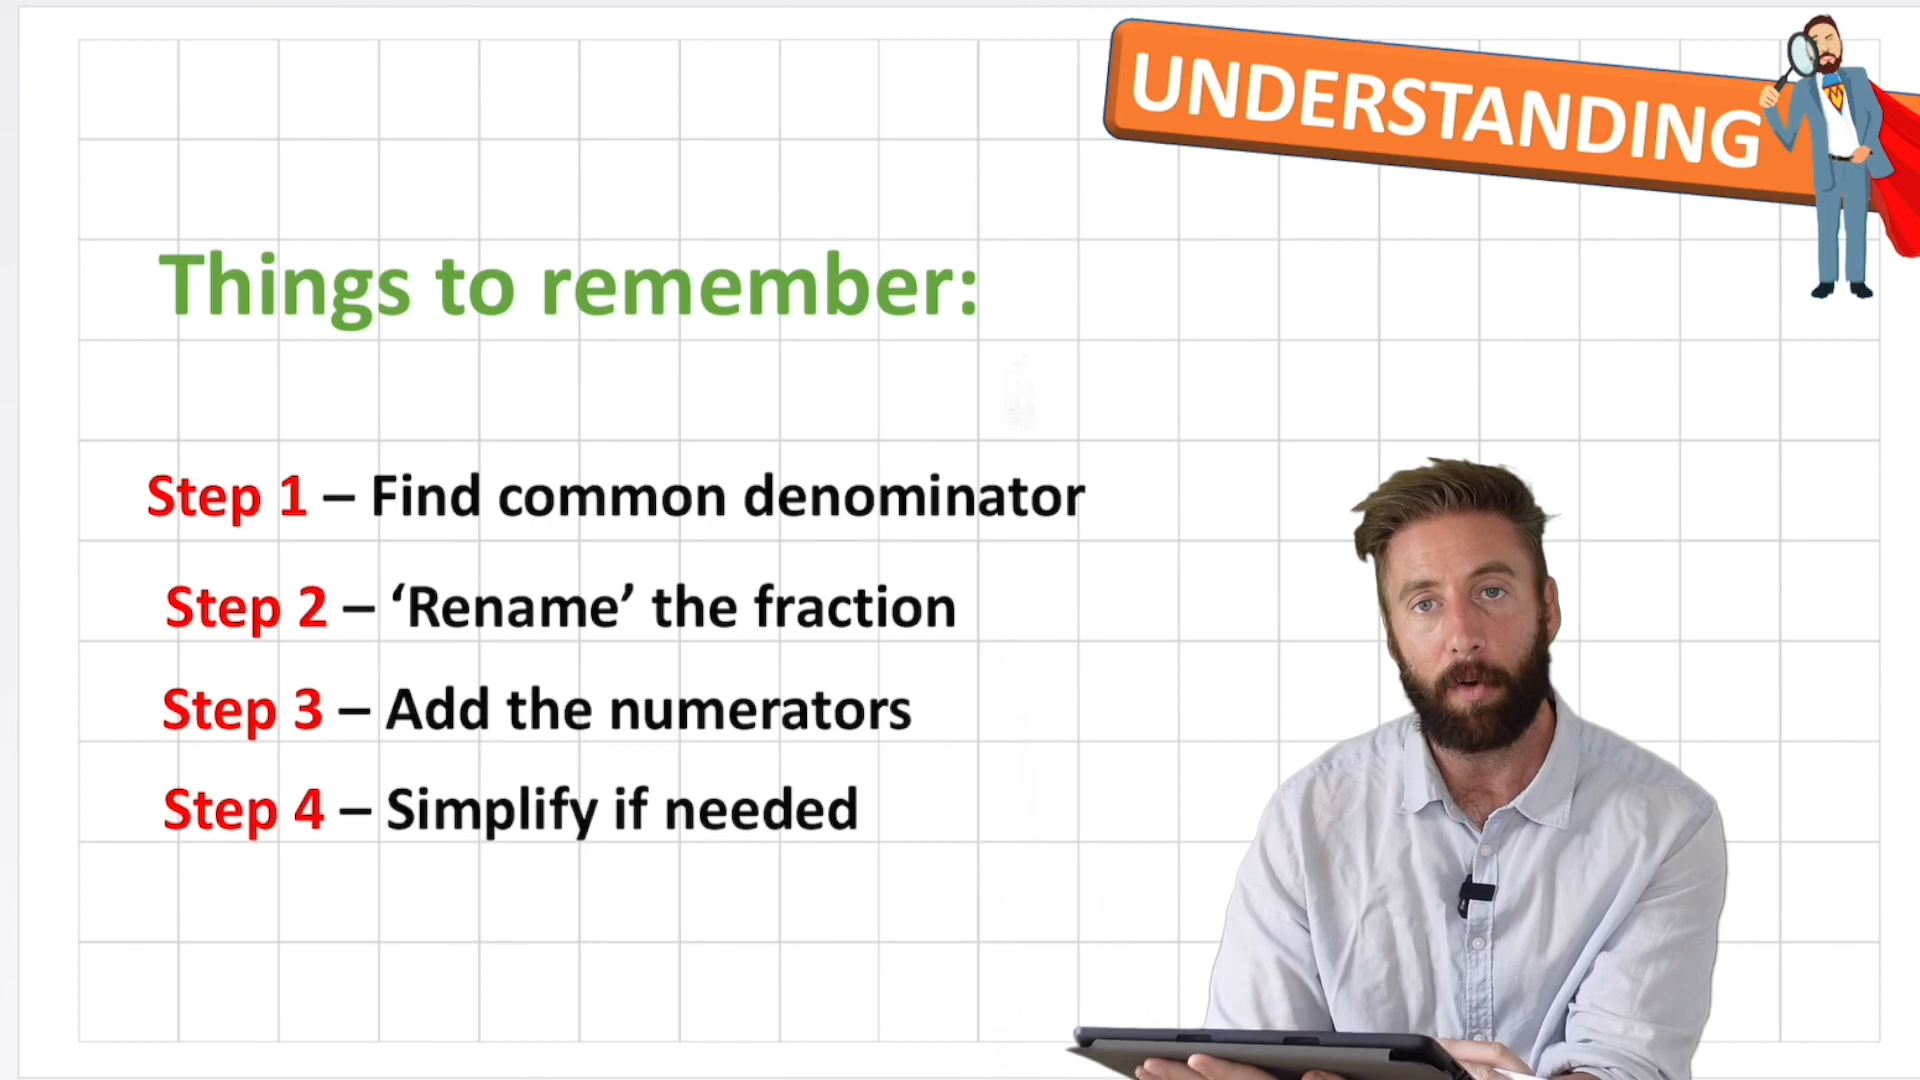 UNDERSTANDING
Things to remember:
Step 1 – Find common denominator
Step 2 – ‘Rename’ the fraction
Step 3 – Add the numerators
Step 4 – Simplify if needed